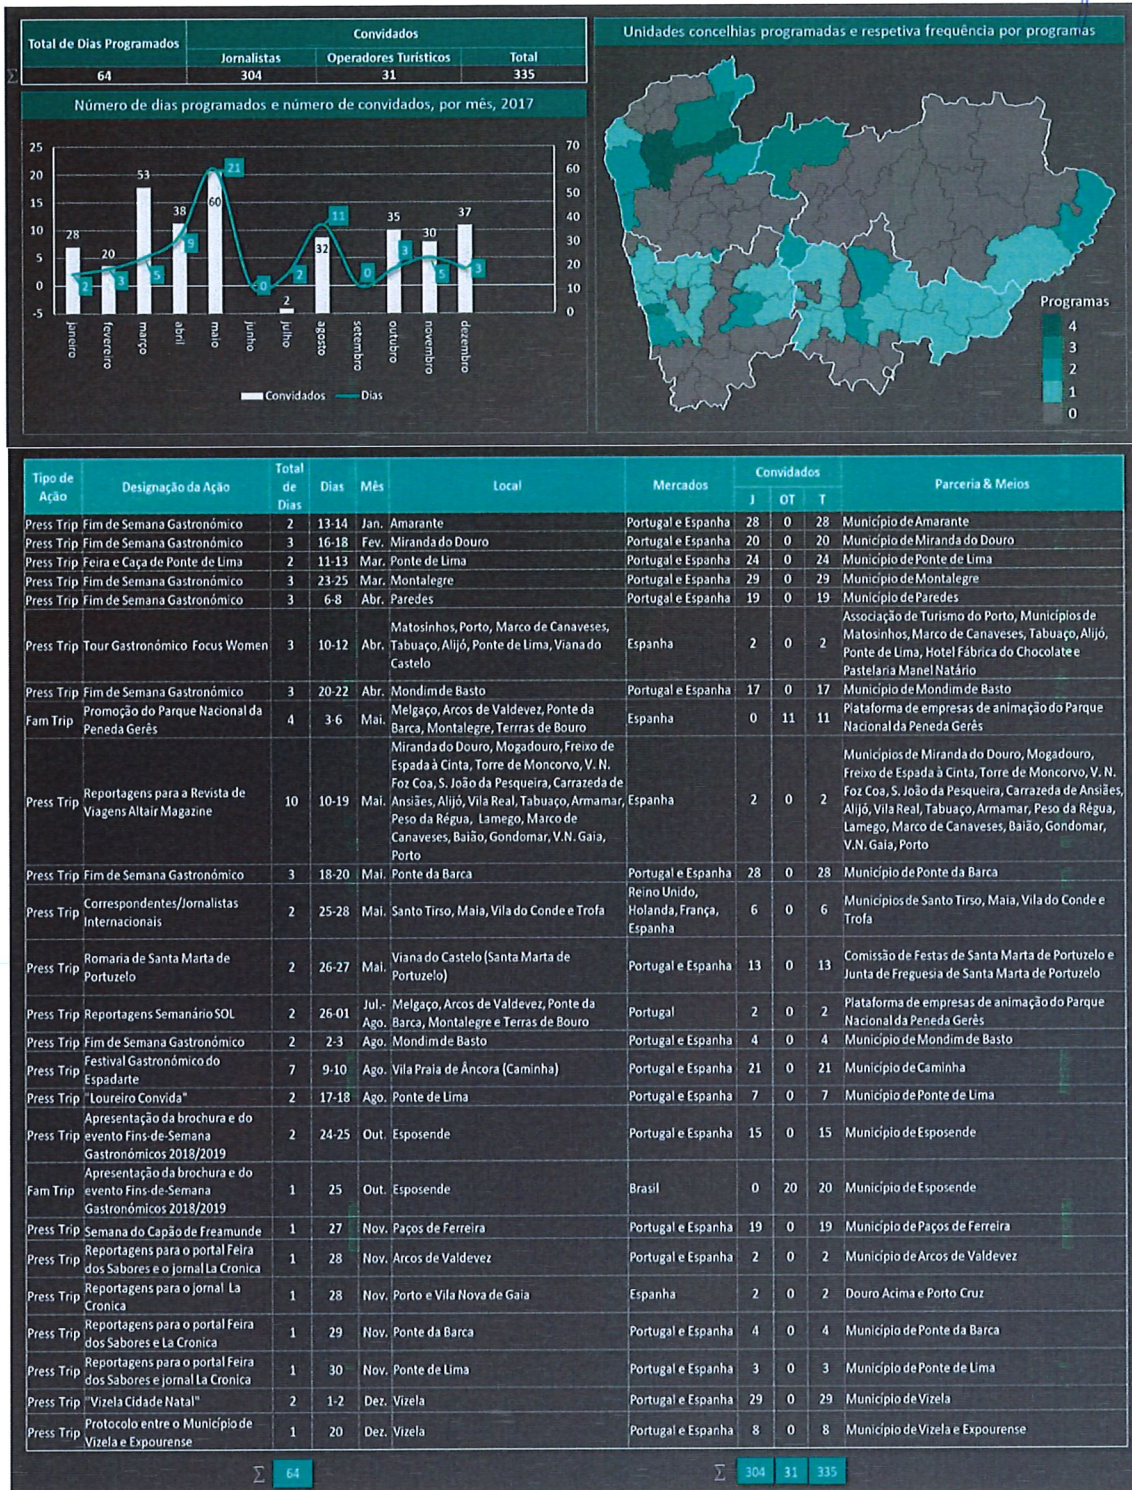 Total de Dias Programados
Convidados
Jornalistas Operadores Turísticos Total
∑ 64 304 31 335
Número de dias programados e número de convidados, por mês, 2017
25
20
15
10
5
0
-5
70
60
50
40
30
20
10
0
28 20 53 38 60 2 32 35 30 37
2 3 5 9 21 0 2 11 0 3 5 3
janeiro
fevereiro
março
abril
maio
junho
julho
agosto
setembro
outubro
novembro
dezembro
Convidados Dias
Unidades concelhias programadas e respetiva frequência por programas
Programas
4
3
2
1
0
Tipo de Ação Designação da Ação Total de Dias Dias Mês Local Mercados Convidados Parceria & Meios
J OT T
Press Trip Fim de Semana Gastronómico 2 13-14 Jan. Amarante Portugal e Espanha 28 0 28 Município de Amarante
Press Trip Fim de Semana Gastronómico 3 16-18 Fev. Miranda do Douro Portugal e Espanha 20 0 20 Município de Miranda do Douro
Press Trip Feira e Caça de Ponte de Lima 2 11-13 Mar. Ponte de Lima Portugal e Espanha 24 0 24 Município de Ponte de Lima
Press Trip Fim de Semana Gastronómico 3 23-25 Mar. Montalegre Portugal e Espanha 29 0 29 Município de Montalegre
Press Trip Fim de Semana Gastronómico 3 6-8 Abr. Paredes Portugal e Espanha 19 0 19 Município de Paredes
Press Trip Tour Gastronómico Focus Women 3 10-12 Abr.
Matosinhos, Porto, Marco de Canaveses,
Tabuaço, Alijó, Ponte de Lima, Viana do
Castelo
Espanha 2 0 2
Associação de Turismo do Porto, Municípios de
Matosinhos, Marco de Canaveses, Tabuaço, Alijó,
Ponte de Lima, Hotel Fábrica do Chocolate e
Pastelaria Manel Natário
Press Trip Fim de Semana Gastronómico 3 20-22 Abr. Mondim de Basto Portugal e Espanha 17 0 17 Município de Mondim de Basto
Fam Trip
Promoção do Parque Nacional da
Peneda Gerês
4 3-6 Mai.
Melgaço, Arcos de Valdevez, Ponte da
Barca, Montalegre, Terrras de Bouro
Espanha 0 11 11
Plataforma de empresas de animação do Parque
Nacional da Peneda Gerês
Press Trip
Reportagens para a Revista de
Viagens Altair Magazine
10 10-19 Mai.
Miranda do Douro, Mogadouro, Freixo de
Espada à Cinta, Torre de Moncorvo, V. N.
Foz Coa, S. João da Pesqueira, Carrazeda de
Ansiães, Alijó, Vila Real, Tabuaço, Armamar,
Peso da Régua, Lamego, Marco de
Canaveses, Baião, Gondomar, V.N. Gaia,
Porto
Espanha 2 0 2
Municípios de Miranda do Douro, Mogadouro,
Freixo de Espada à Cinta, Torre de Moncorvo, V. N.
Foz Coa, S. João da Pesqueira, Carrazeda de Ansiães,
Alijó, Vila Real, Tabuaço, Armamar, Peso da Régua,
Lamego, Marco de Canaveses, Baião, Gondomar,
V.N. Gaia, Porto
Press Trip Fim de Semana Gastronómico 3 18-20 Mai. Ponte da Barca Portugal e Espanha 28 0 28 Município de Ponte da Barca
Press Trip
Correspondentes/Jornalistas
Internacionais
2 25-28 Mai. Santo Tirso, Maia, Vila do Conde e Trofa
Reino Unido,
Holanda, França,
Espanha
6 0 6
Municípios de Santo Tirso, Maia, Vila do Conde e
Trofa
Press Trip
Romaria de Santa Marta de
Portuzelo
2 26-27 Mai.
Viana do Castelo (Santa Marta de
Portuzelo)
Portugal e Espanha 13 0 13
Comissão de Festas de Santa Marta de Portuzelo e
Junta de Freguesia de Santa Marta de Portuzelo
Press Trip Reportagens Semanário SOL 2 26-01
Jul.-
Ago.
Melgaço, Arcos de Valdevez, Ponte da
Barca, Montalegre e Terras de Bouro
Portugal 2 0 2
Plataforma de empresas de animação do Parque
Nacional da Peneda Gerês
Press Trip Fim de Semana Gastronómico 2 2-3 Ago. Mondim de Basto Portugal e Espanha 4 0 4 Município de Mondim de Basto
Press Trip
Festival Gastronómico do
Espadarte
7 9-10 Ago. Vila Praia de Âncora (Caminha) Portugal e Espanha 21 0 21 Município de Caminha
Press Trip "Loureiro Convida" 2 17-18 Ago. Ponte de Lima Portugal e Espanha 7 0 7 Município de Ponte de Lima
Press Trip
Apresentação da brochura e do
evento Fins-de-Semana
Gastronómicos 2018/2019
2 24-25 Out. Esposende Portugal e Espanha 15 0 15 Município de Esposende
Fam Trip
Apresentação da brochura e do
evento Fins-de-Semana
Gastronómicos 2018/2019
1 25 Out. Esposende Brasil 0 20 20 Município de Esposende
Press Trip Semana do Capão de Freamunde 1 27 Nov. Paços de Ferreira Portugal e Espanha 19 0 19 Município de Paços de Ferreira
Press Trip
Reportagens para o portal Feira
dos Sabores e o jornal La Cronica
1 28 Nov. Arcos de Valdevez Portugal e Espanha 2 0 2 Município de Arcos de Valdevez
Press Trip
Reportagens para o jornal La
Cronica
1 28 Nov. Porto e Vila Nova de Gaia Espanha 2 0 2 Douro Acima e Porto Cruz
Press Trip
Reportagens para o portal Feira
dos Sabores e La Cronica
1 29 Nov. Ponte da Barca Portugal e Espanha 4 0 4 Município de Ponte da Barca
Press Trip
Reportagens para o portal Feira
dos Sabores e jornal La Cronica
1 30 Nov. Ponte de Lima Portugal e Espanha 3 0 3 Município de Ponte de Lima
Press Trip "Vizela Cidade Natal" 2 1-2 Dez. Vizela Portugal e Espanha 29 0 29 Município de Vizela
Press Trip
Protocolo entre o Município de
Vizela e Expourense
1 20 Dez. Vizela Portugal e Espanha 8 0 8 Município de Vizela e Expourense
∑ 64 ∑ 304 31 335